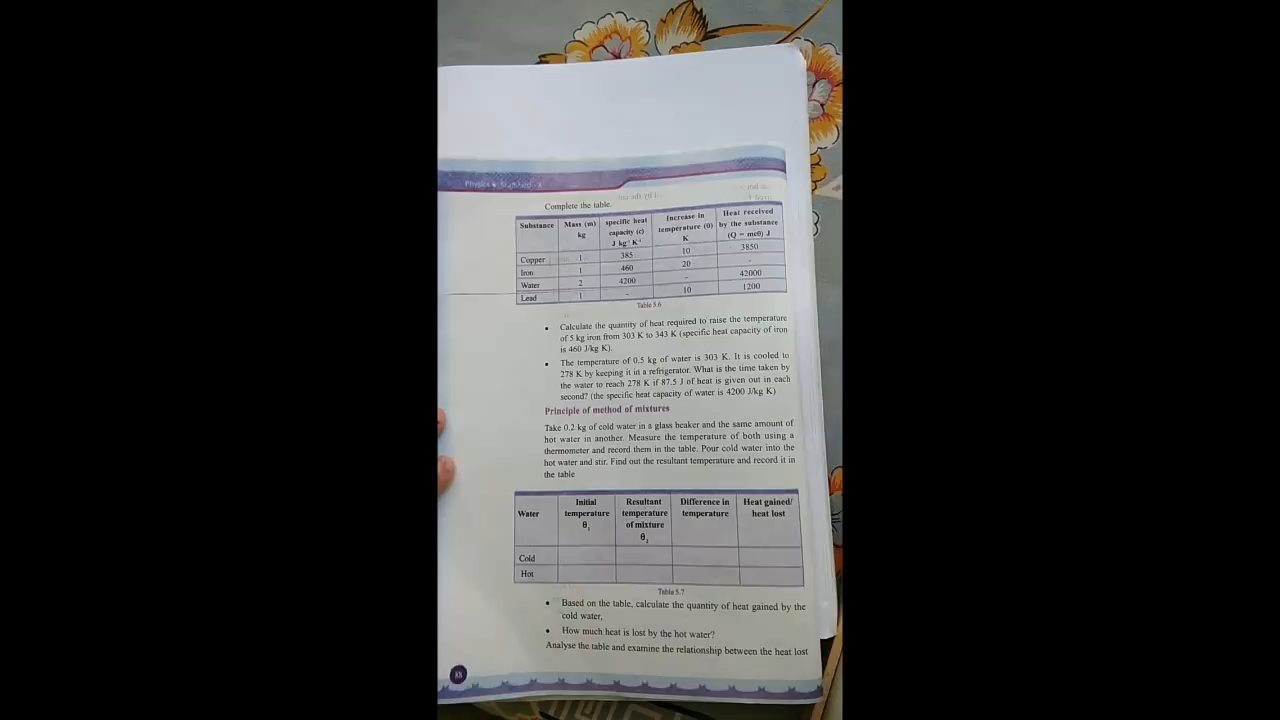 Physics Standard - X
Complete the table.
Substance Mass (m) kg specific heat capacity (c) J kg⁻¹ K⁻¹ Increase in temperature (θ) K Heat received by the substance (Q = mcθ) J
Copper 1 385 10 3850
Iron 1 460 20 -
Water 2 4200 - 42000
Lead 1 - 10 1200
Table 5.6
• Calculate the quantity of heat required to raise the temperature
of 5 kg iron from 303 K to 343 K (specific heat capacity of iron
is 460 J/kg K).
• The temperature of 0.5 kg of water is 303 K. It is cooled to
278 K by keeping it in a refrigerator. What is the time taken by
the water to reach 278 K if 87.5 J of heat is given out in each
second? (the specific heat capacity of water is 4200 J/kg K)
Principle of method of mixtures
Take 0.2 kg of cold water in a glass beaker and the same amount of
hot water in another. Measure the temperature of both using a
thermometer and record them in the table. Pour cold water into the
hot water and stir. Find out the resultant temperature and record it in
the table
Water Initial temperature θ₁ Resultant temperature of mixture θ₂ Difference in temperature Heat gained/ heat lost
Cold
Hot
Table 5.7
• Based on the table, calculate the quantity of heat gained by the
cold water,
• How much heat is lost by the hot water?
Analyse the table and examine the relationship between the heat lost
88